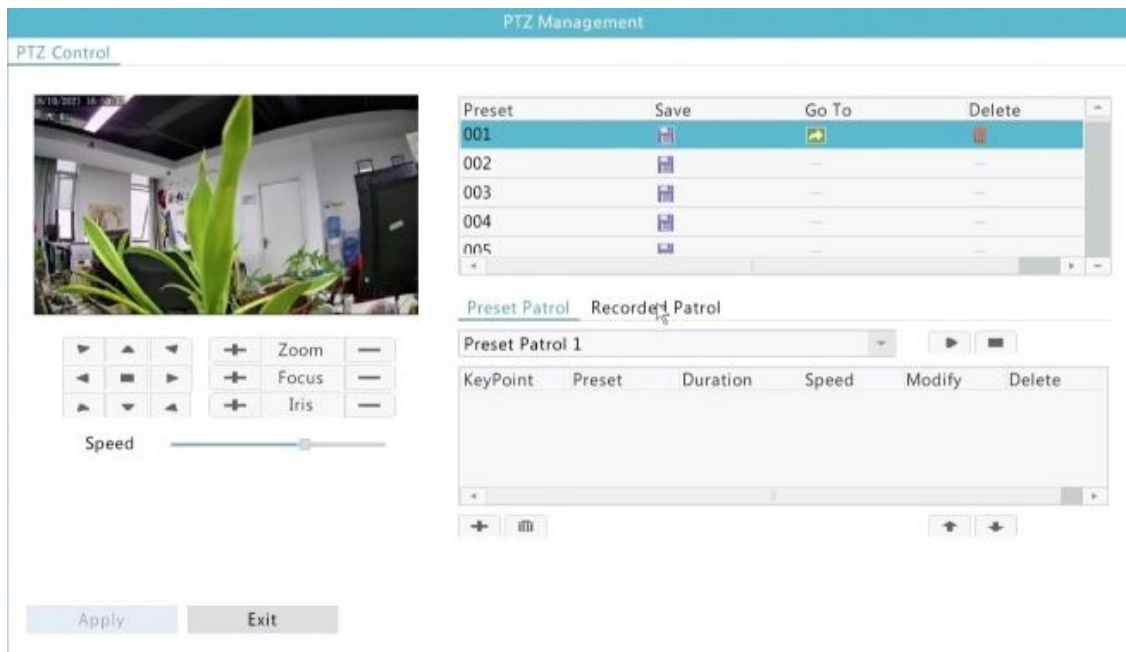 PTZ Management
PTZ Control
Preset Save Go To Delete
001
002
003
004
005
Preset Patrol Recorded Patrol
Preset Patrol 1
KeyPoint Preset Duration Speed Modify Delete
Zoom
Focus
Iris
Speed
Apply Exit